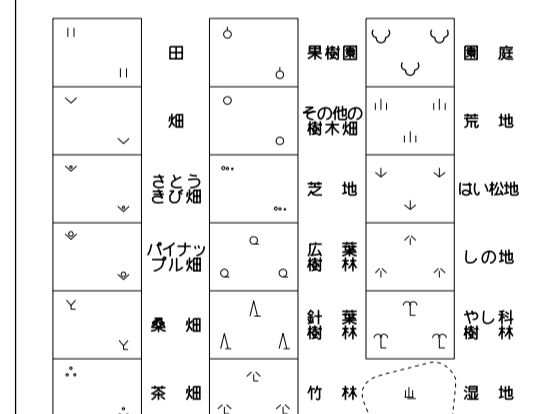 田
果樹園
園庭
畑
その他の
樹木畑
荒地
さとう
きび畑
芝地
はい松地
パイナッ
プル畑
広葉
樹林
しの地
桑畑
針葉
樹林
やし科
樹林
茶畑
竹林
湿地